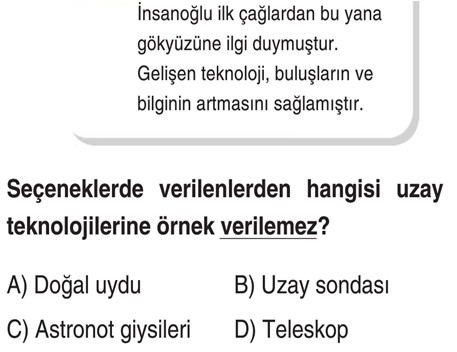 İnsanoğlu ilk çağlardan bu yana
gökyüzüne ilgi duymuştur.
Gelişen teknoloji, buluşların ve
bilginin artmasını sağlamıştır.
Seçeneklerde verilenlerden hangisi uzay
teknolojilerine örnek verilemez?
A) Doğal uydu B) Uzay sondası
C) Astronot giysileri D) Teleskop